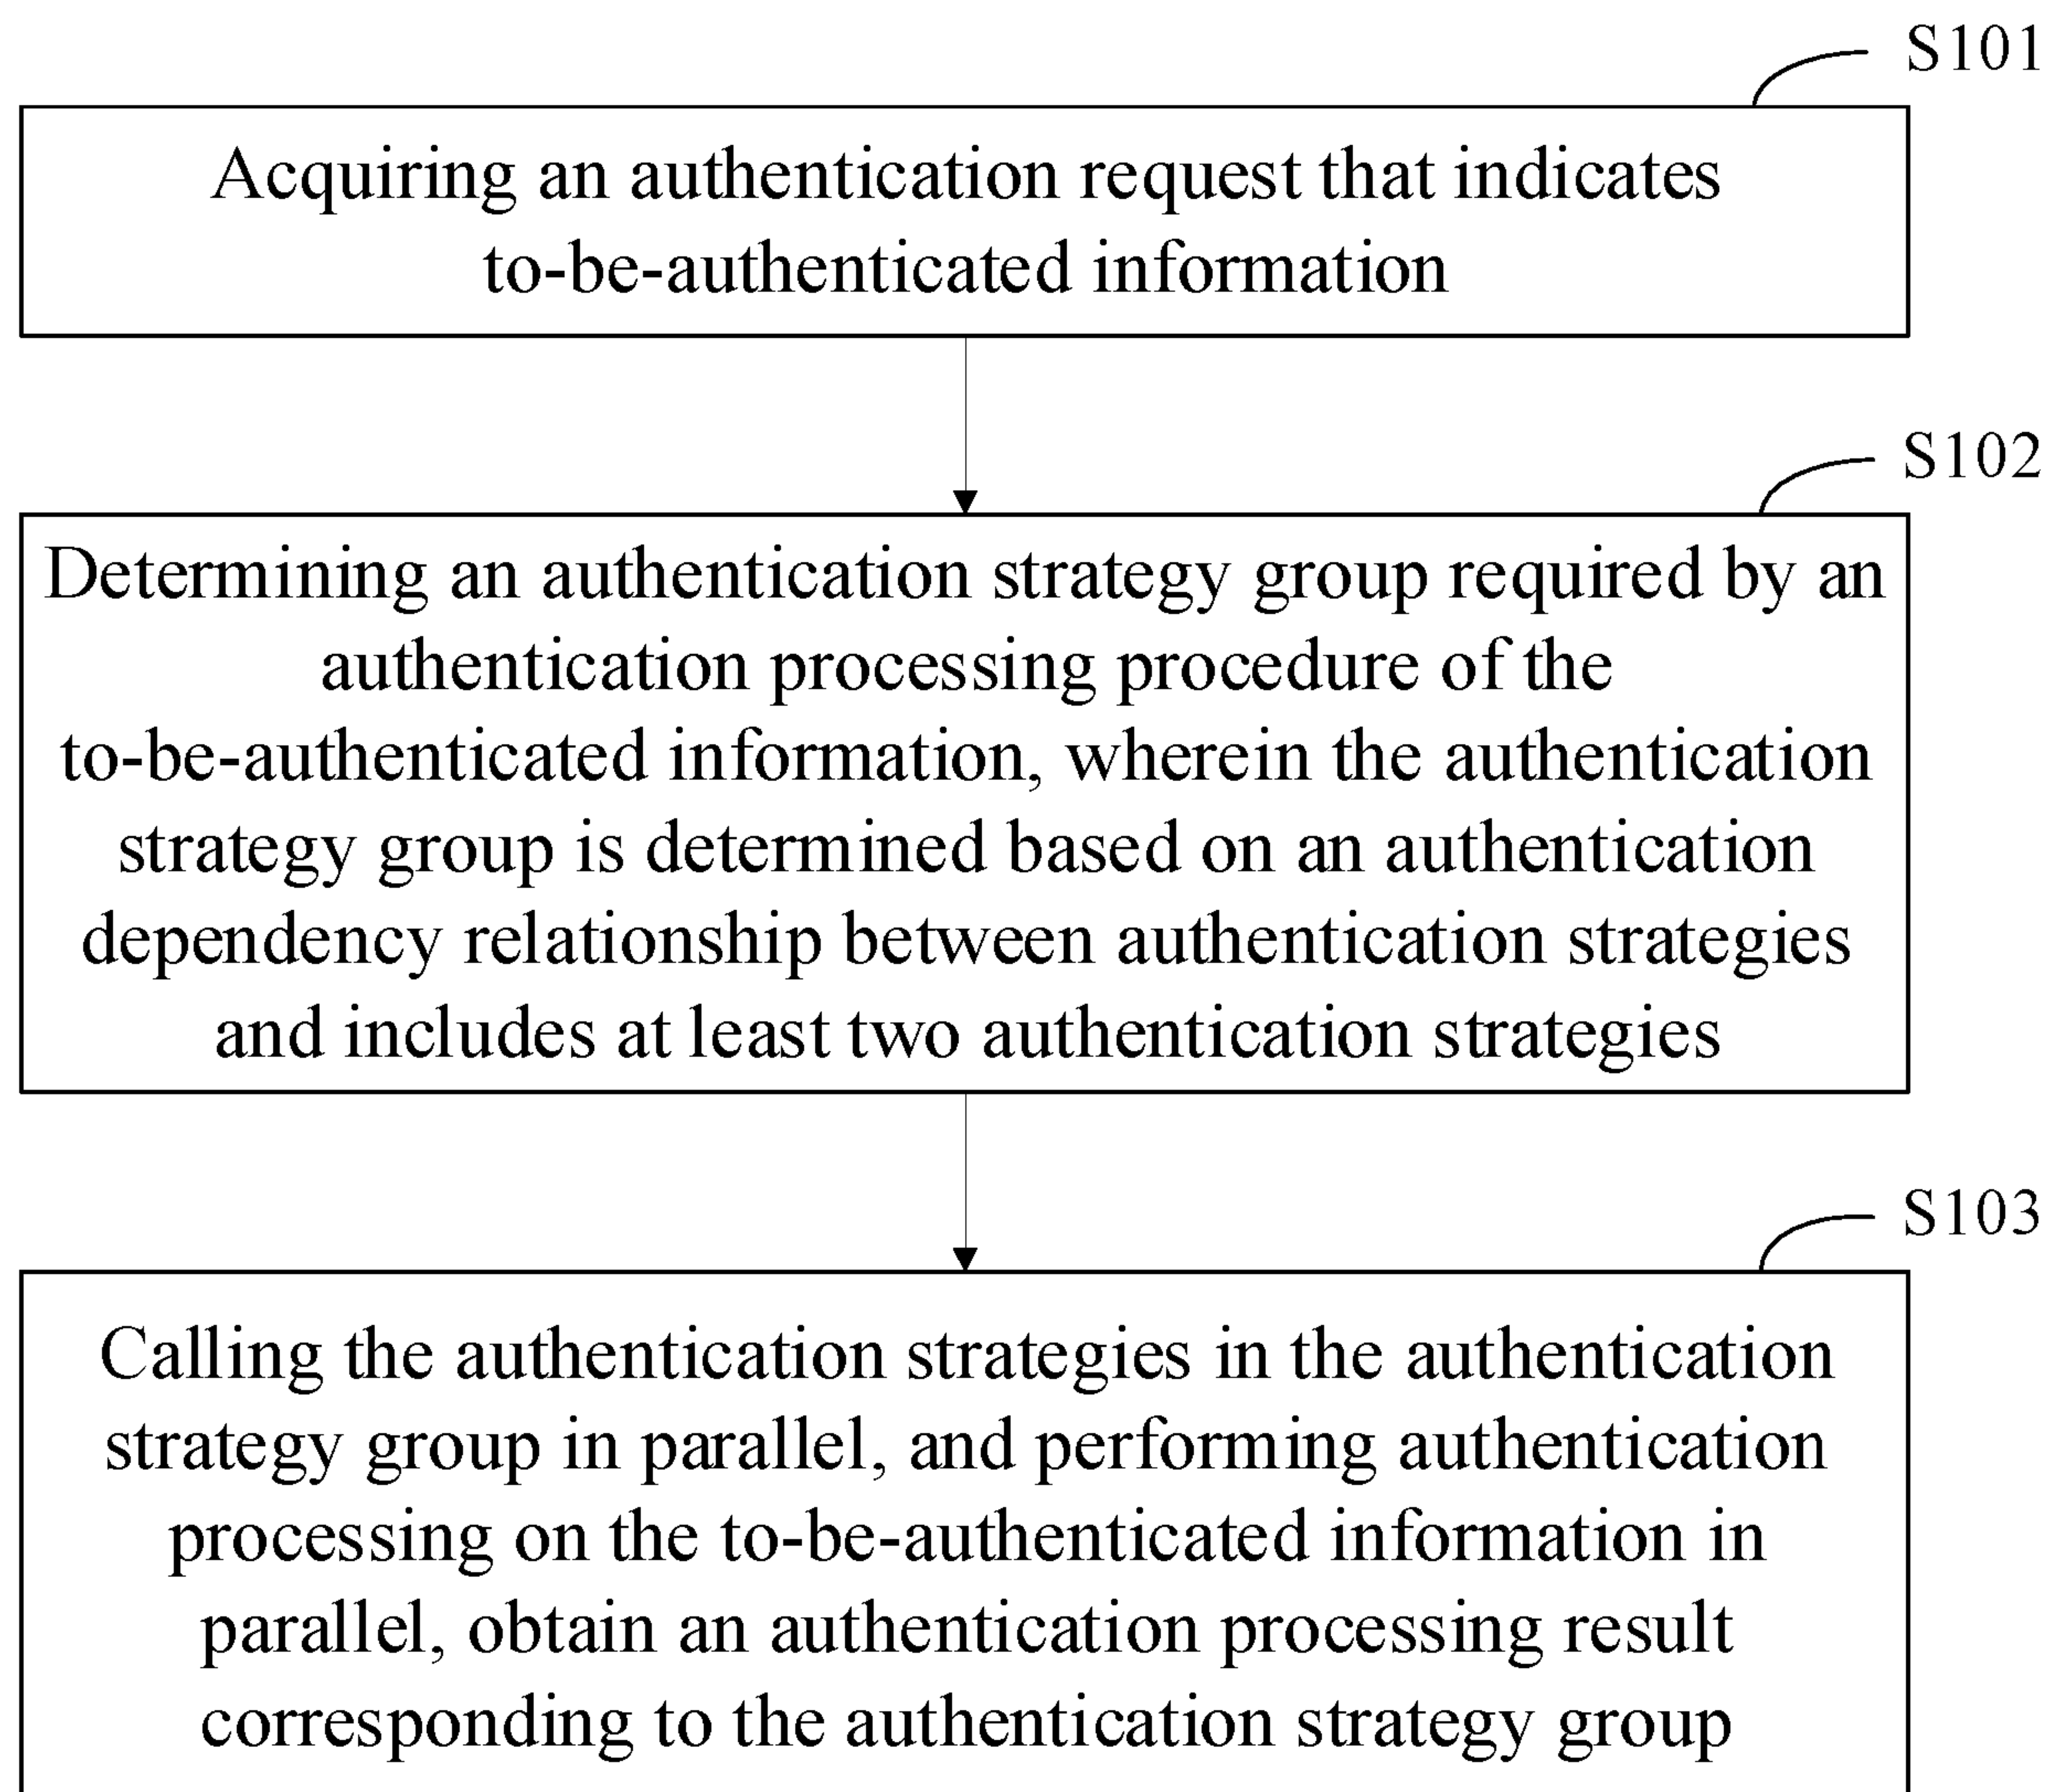 S101
Acquiring an authentication request that indicates
to-be-authenticated information
S102
Determining an authentication strategy group required by an
authentication processing procedure of the
to-be-authenticated information, wherein the authentication
strategy group is determined based on an authentication
dependency relationship between authentication strategies
and includes at least two authentication strategies
S103
Calling the authentication strategies in the authentication
strategy group in parallel, and performing authentication
processing on the to-be-authenticated information in
parallel, obtain an authentication processing result
corresponding to the authentication strategy group